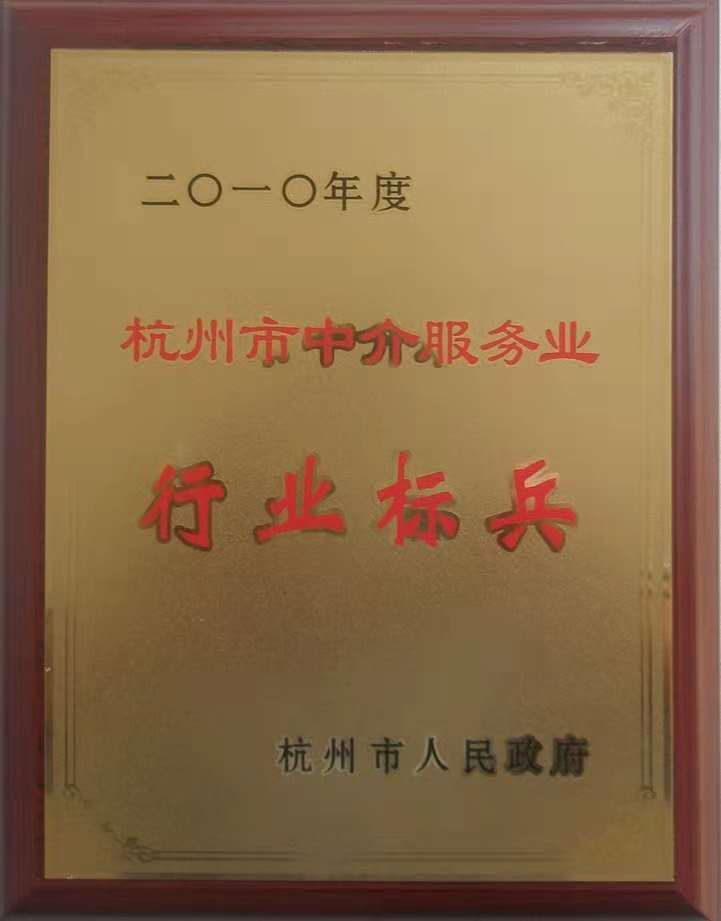 二〇一〇年度
杭州市中介服务业
行业标兵
杭州市人民政府